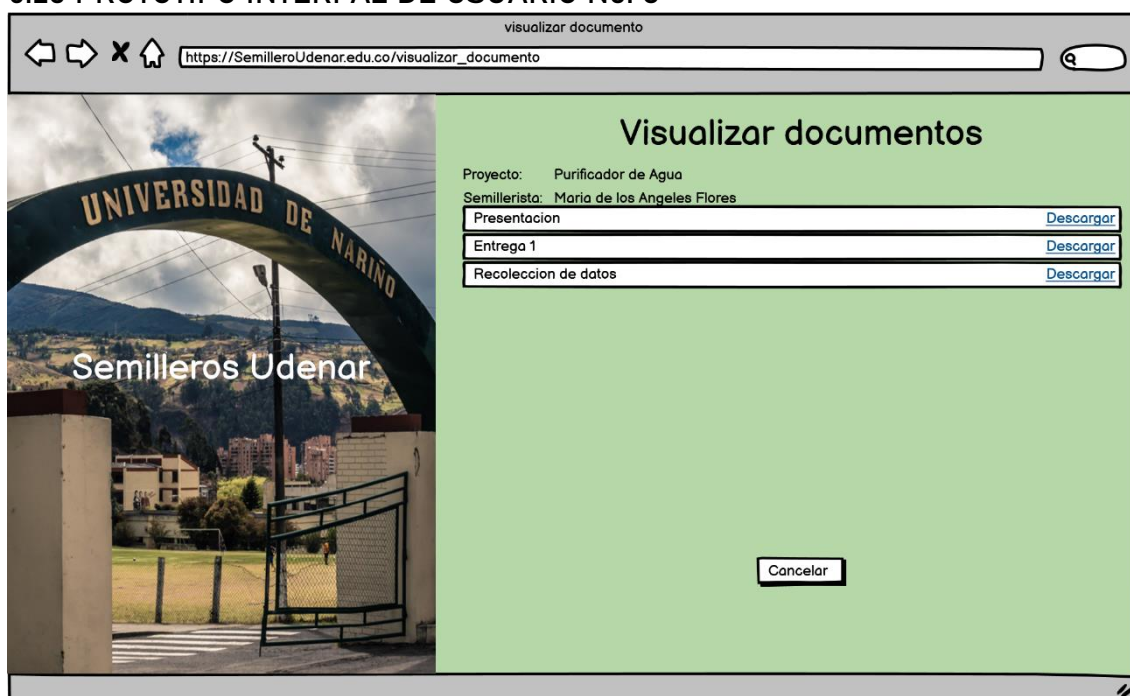 visualizar documento
https://SemilleroUdenar.edu.co/visualizar_documento
UNIVERSIDAD DE NARIÑO
Semilleros Udenar
Visualizar documentos
Proyecto: Purificador de Agua
Semillerista: Maria de los Angeles Flores
Presentacion Descargar
Entrega 1 Descargar
Recoleccion de datos Descargar
Cancelar